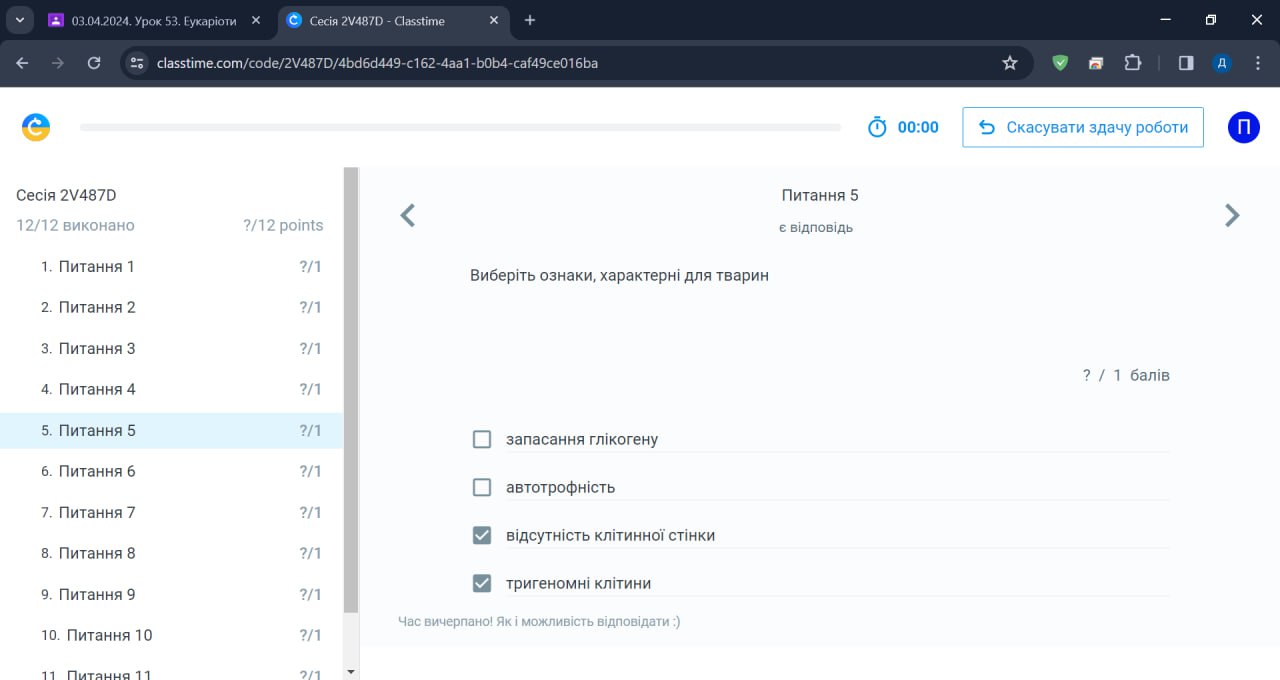 03.04.2024. Урок 53. Еукаріоти
Сесія 2V487D - Classtime
classtime.com/code/2V487D/4bd6d449-c162-4aa1-b0b4-caf49ce016ba
Д
00:00
Скасувати здачу роботи
П
Сесія 2V487D
12/12 виконано ?/12 points
1. Питання 1 ?/1
2. Питання 2 ?/1
3. Питання 3 ?/1
4. Питання 4 ?/1
5. Питання 5 ?/1
6. Питання 6 ?/1
7. Питання 7 ?/1
8. Питання 8 ?/1
9. Питання 9 ?/1
10. Питання 10 ?/1
11. Питання 11 ?/1
Питання 5
є відповідь
Виберіть ознаки, характерні для тварин
? / 1 балів
запасання глікогену
автотрофність
відсутність клітинної стінки
тригеномні клітини
Час вичерпано! Як і можливість відповідати :)